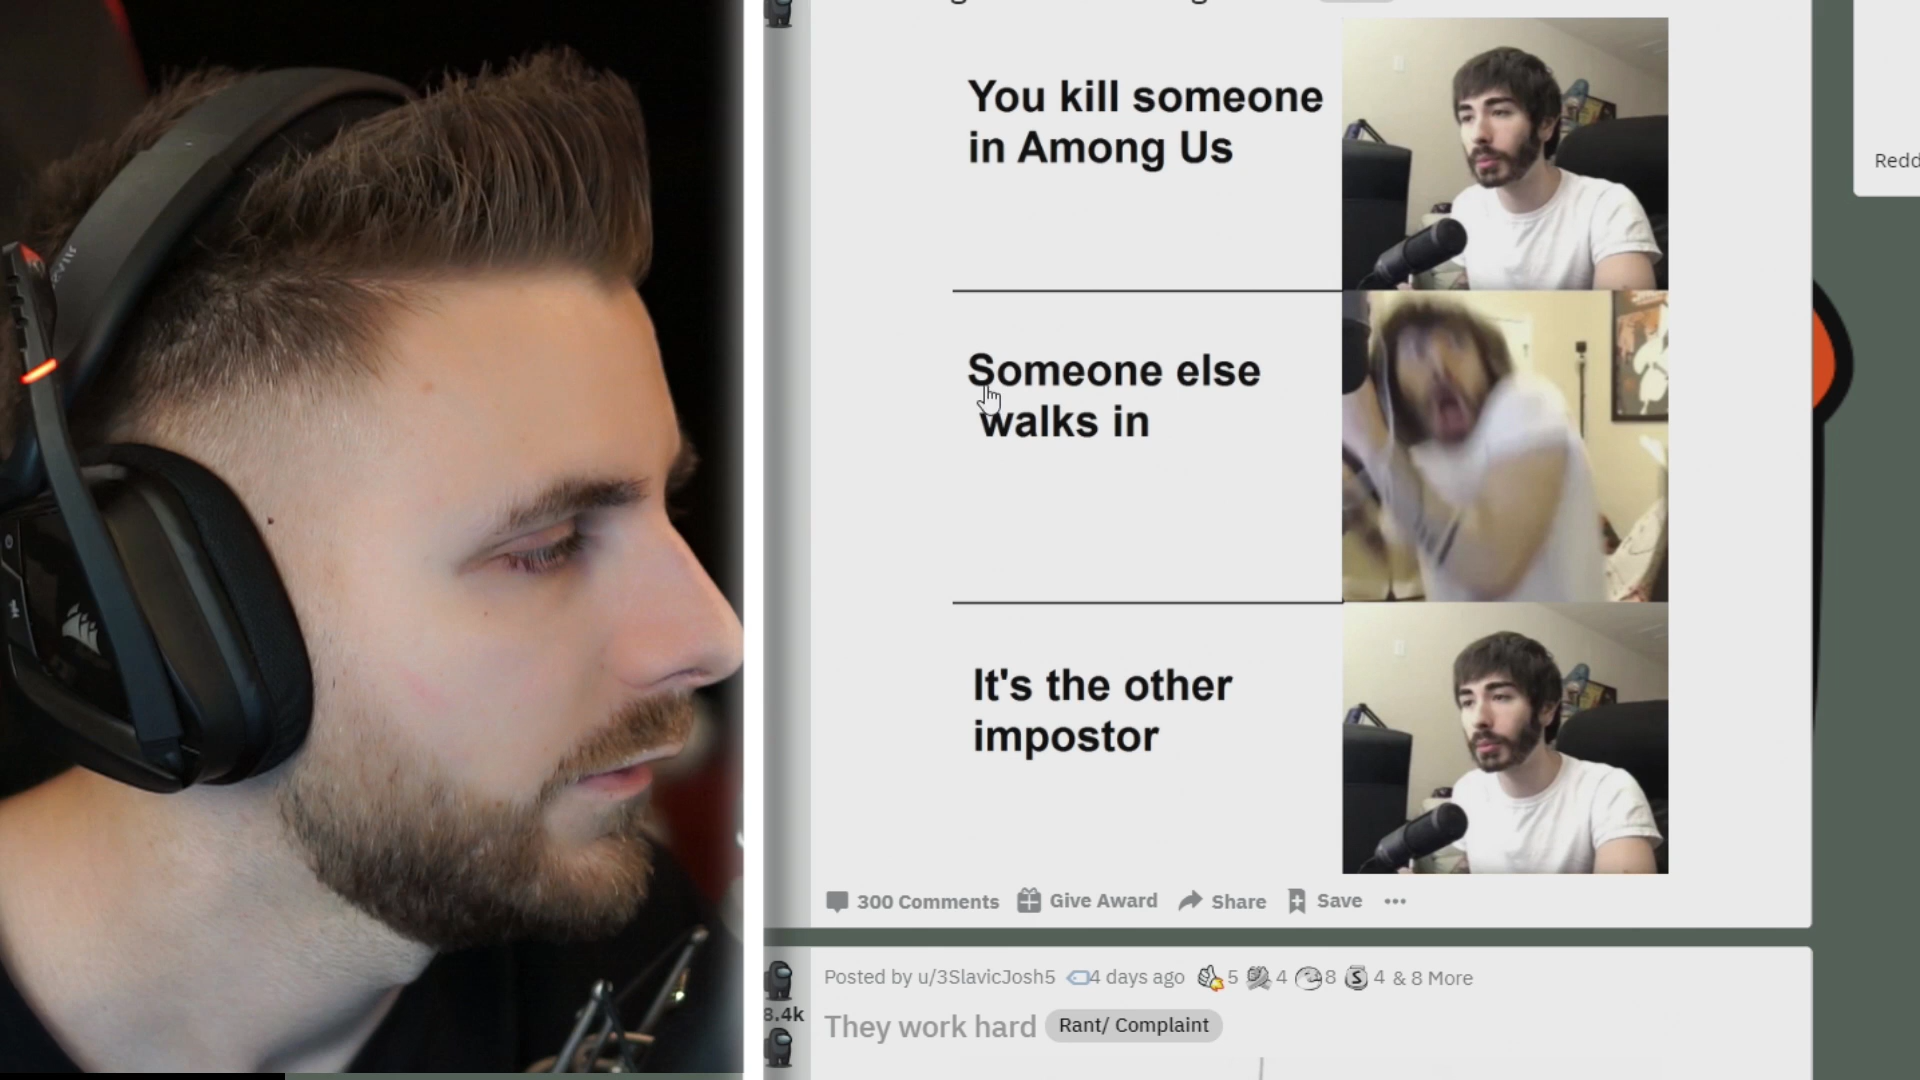 You kill someone
in Among Us
Redd
Someone else
walks in
It's the other
impostor
300 Comments Give Award Share Save
Posted by u/3SlavicJosh5 4 days ago 5 4 8 4 & 8 More
8.4k
They work hard Rant/ Complaint